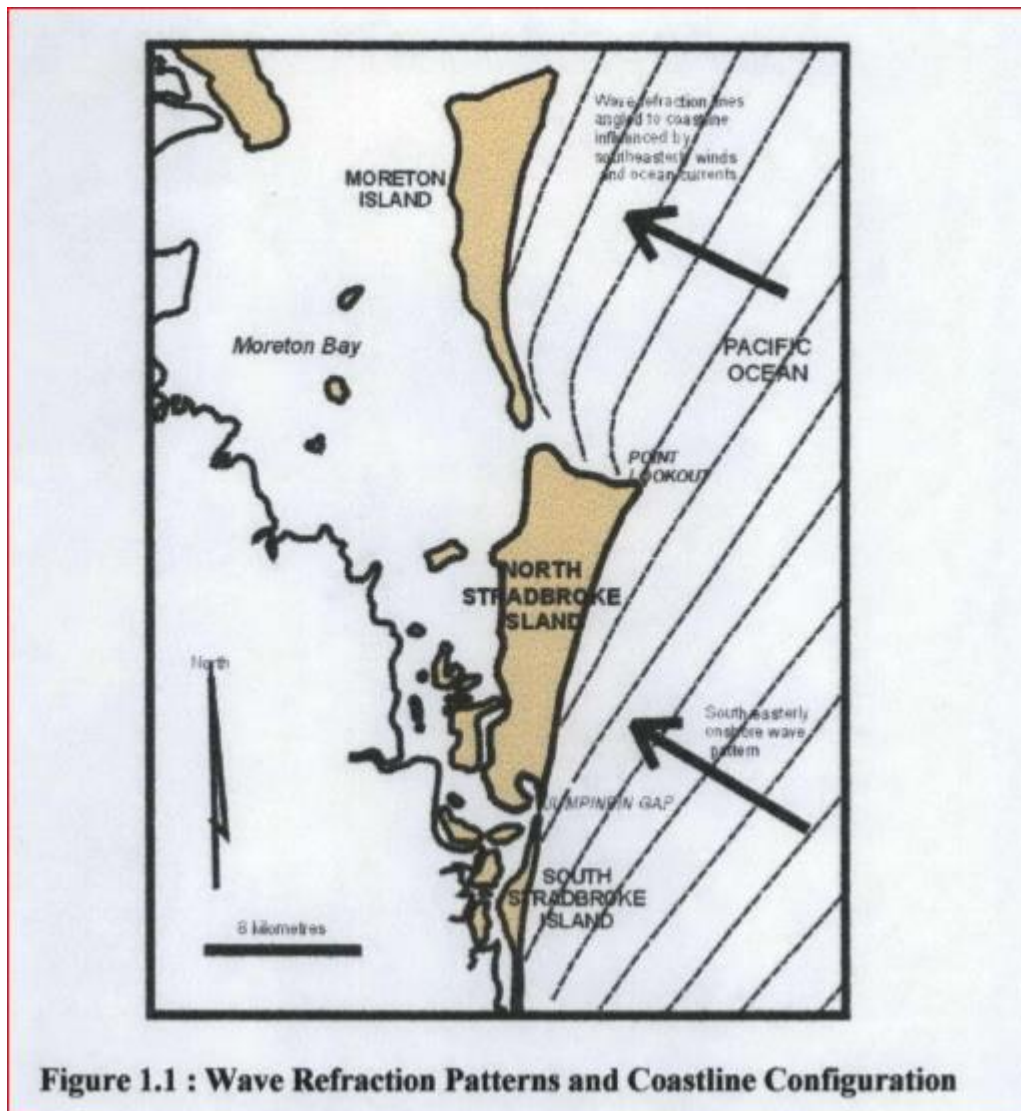 Wave refraction lines
angled to coastline
influenced by
southeasterly winds
and ocean currents
MORETON
ISLAND
Moreton Bay
PACIFIC
OCEAN
POINT
LOOKOUT
NORTH
STRADBROKE
ISLAND
North
South easterly
onshore wave
pattern
JUMPINPIN GAP
SOUTH
STRADBROKE
ISLAND
kilometres
Figure 1.1 : Wave Refraction Patterns and Coastline Configuration